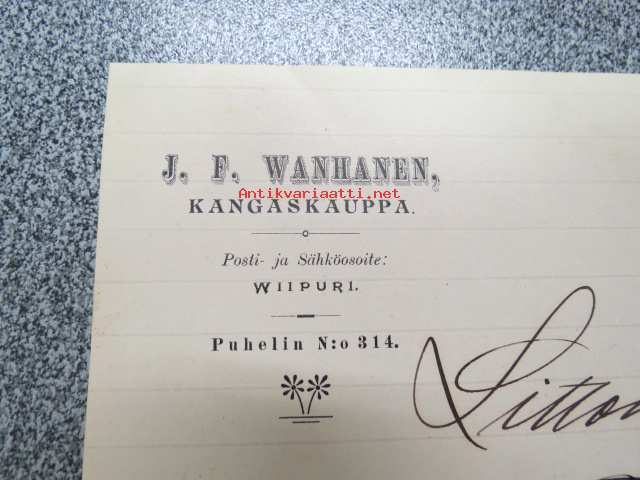 J. F. WANHANEN,
Antikvariaatti.net
KANGASKAUPPA.
Posti- ja Sähköosoite:
WIIPURI.
Puhelin N:o 314.